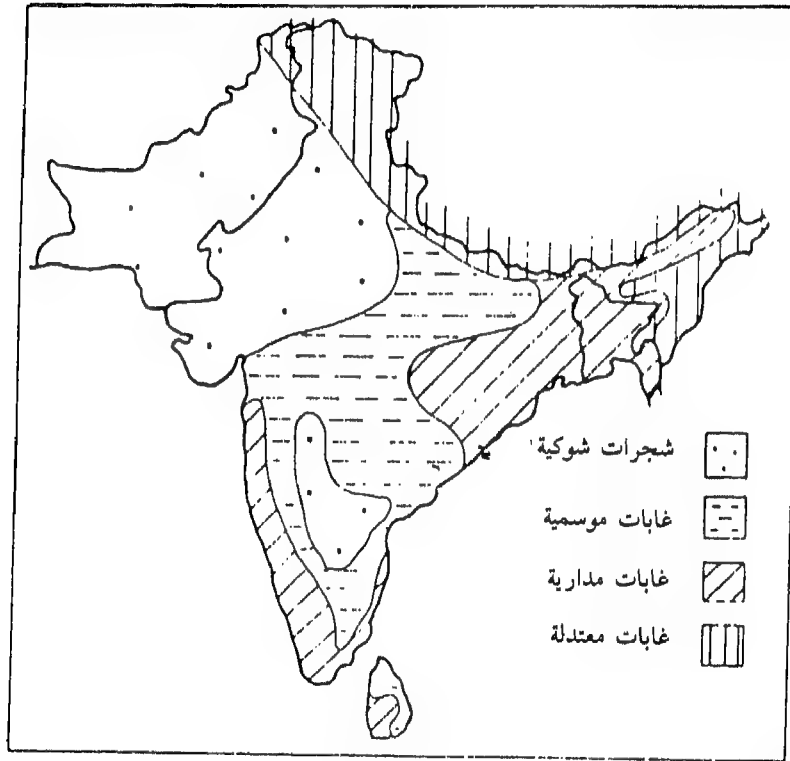 شجرات شوكية
غابات موسمية
غابات مدارية
غابات معتدلة